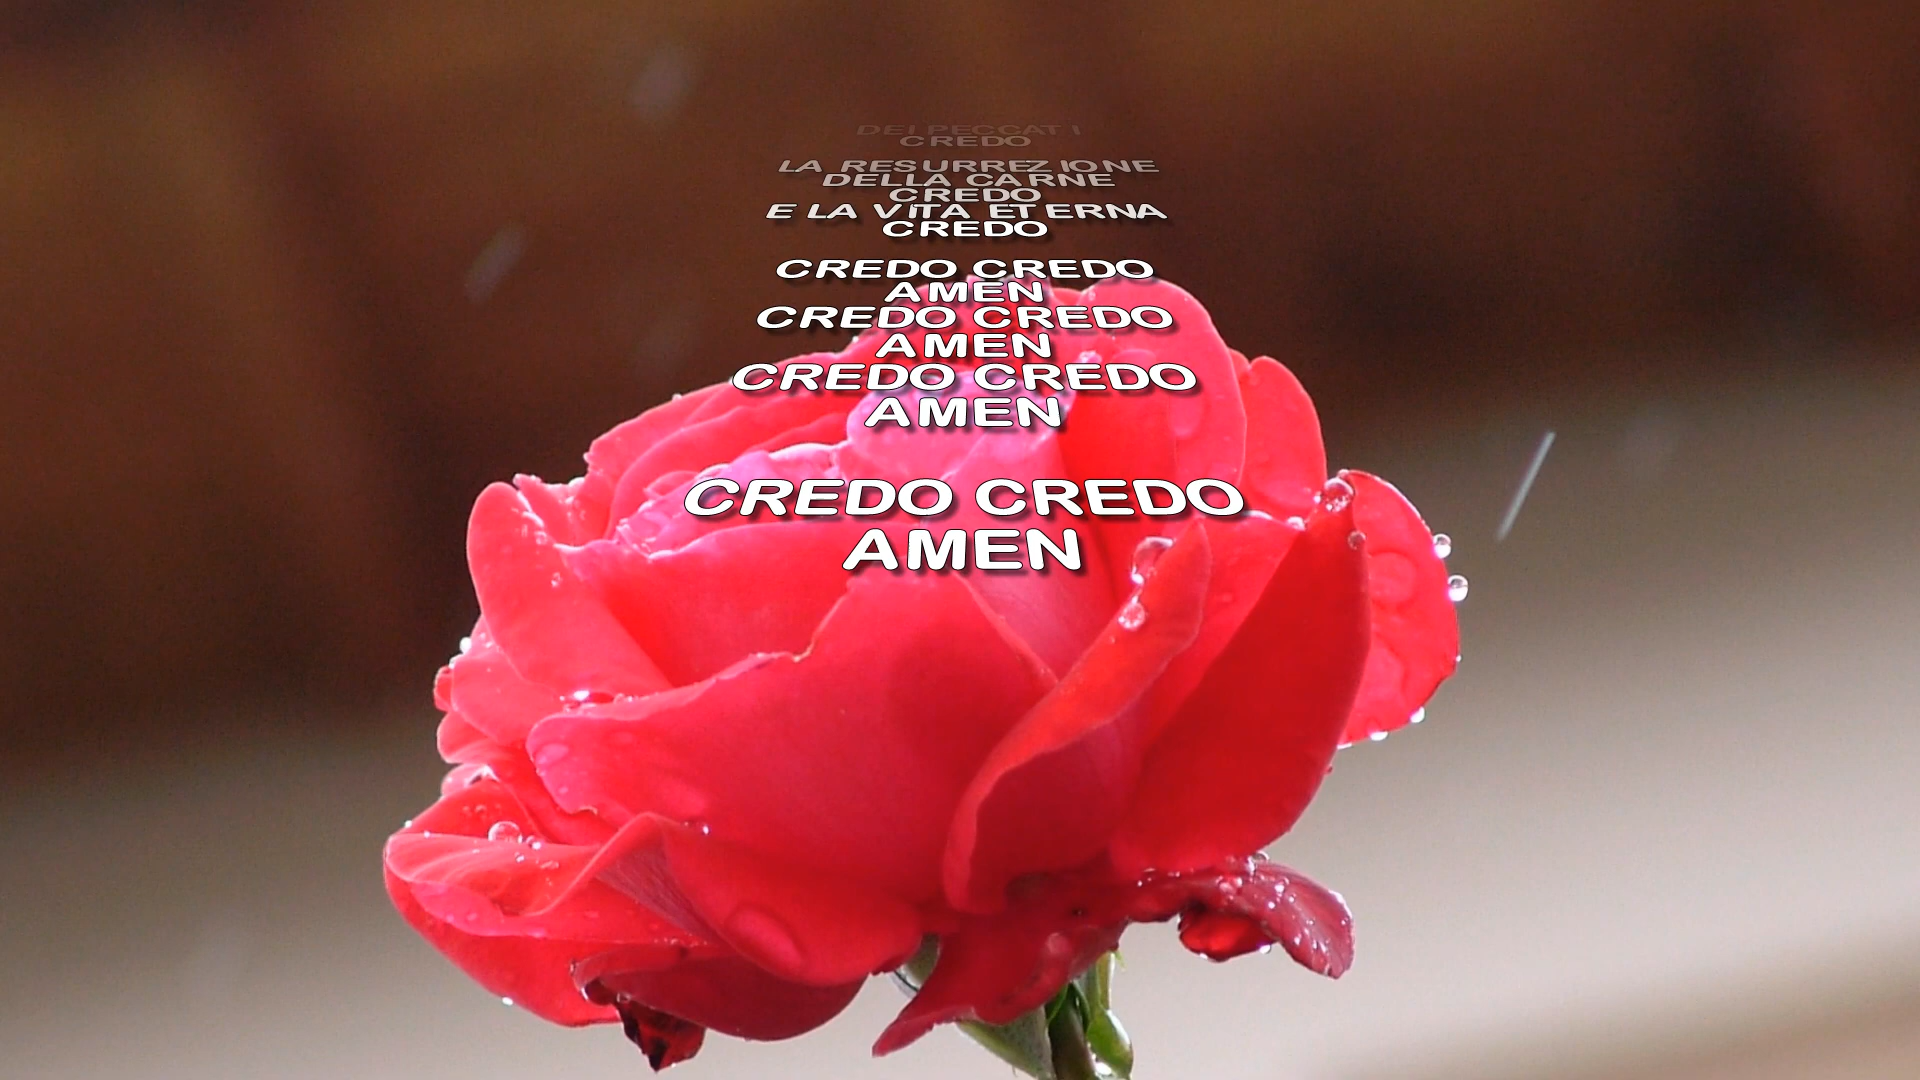 DEI PECCATI
CREDO
LA RESURREZIONE
DELLA CARNE
CREDO
E LA VITA ETERNA
CREDO
CREDO CREDO
AMEN
CREDO CREDO
AMEN
CREDO CREDO
AMEN
CREDO CREDO
AMEN